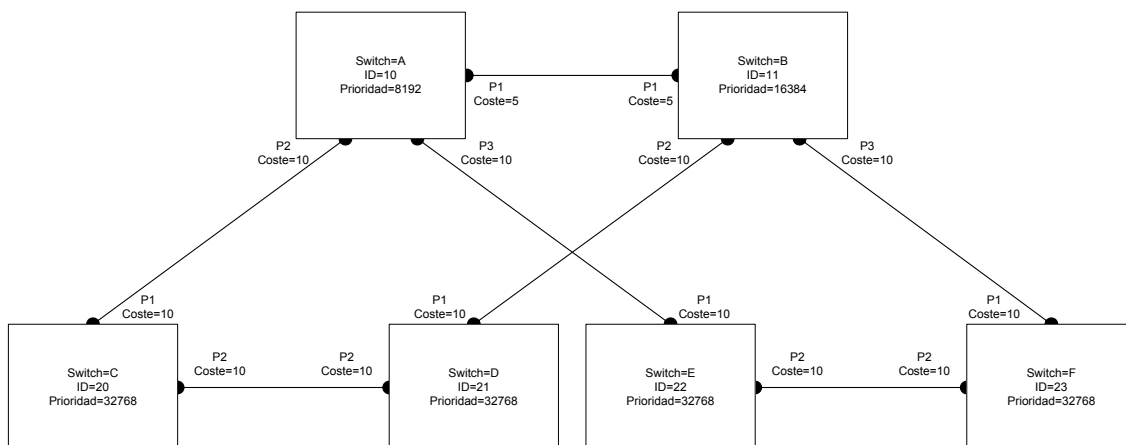 Switch=A
ID=10
Prioridad=8192
Switch=B
ID=11
Prioridad=16384
P1
Coste=5
P1
Coste=5
P2
Coste=10
P3
Coste=10
P2
Coste=10
P3
Coste=10
P1
Coste=10
P1
Coste=10
P1
Coste=10
P1
Coste=10
Switch=C
ID=20
Prioridad=32768
P2
Coste=10
P2
Coste=10
Switch=D
ID=21
Prioridad=32768
Switch=E
ID=22
Prioridad=32768
P2
Coste=10
P2
Coste=10
Switch=F
ID=23
Prioridad=32768